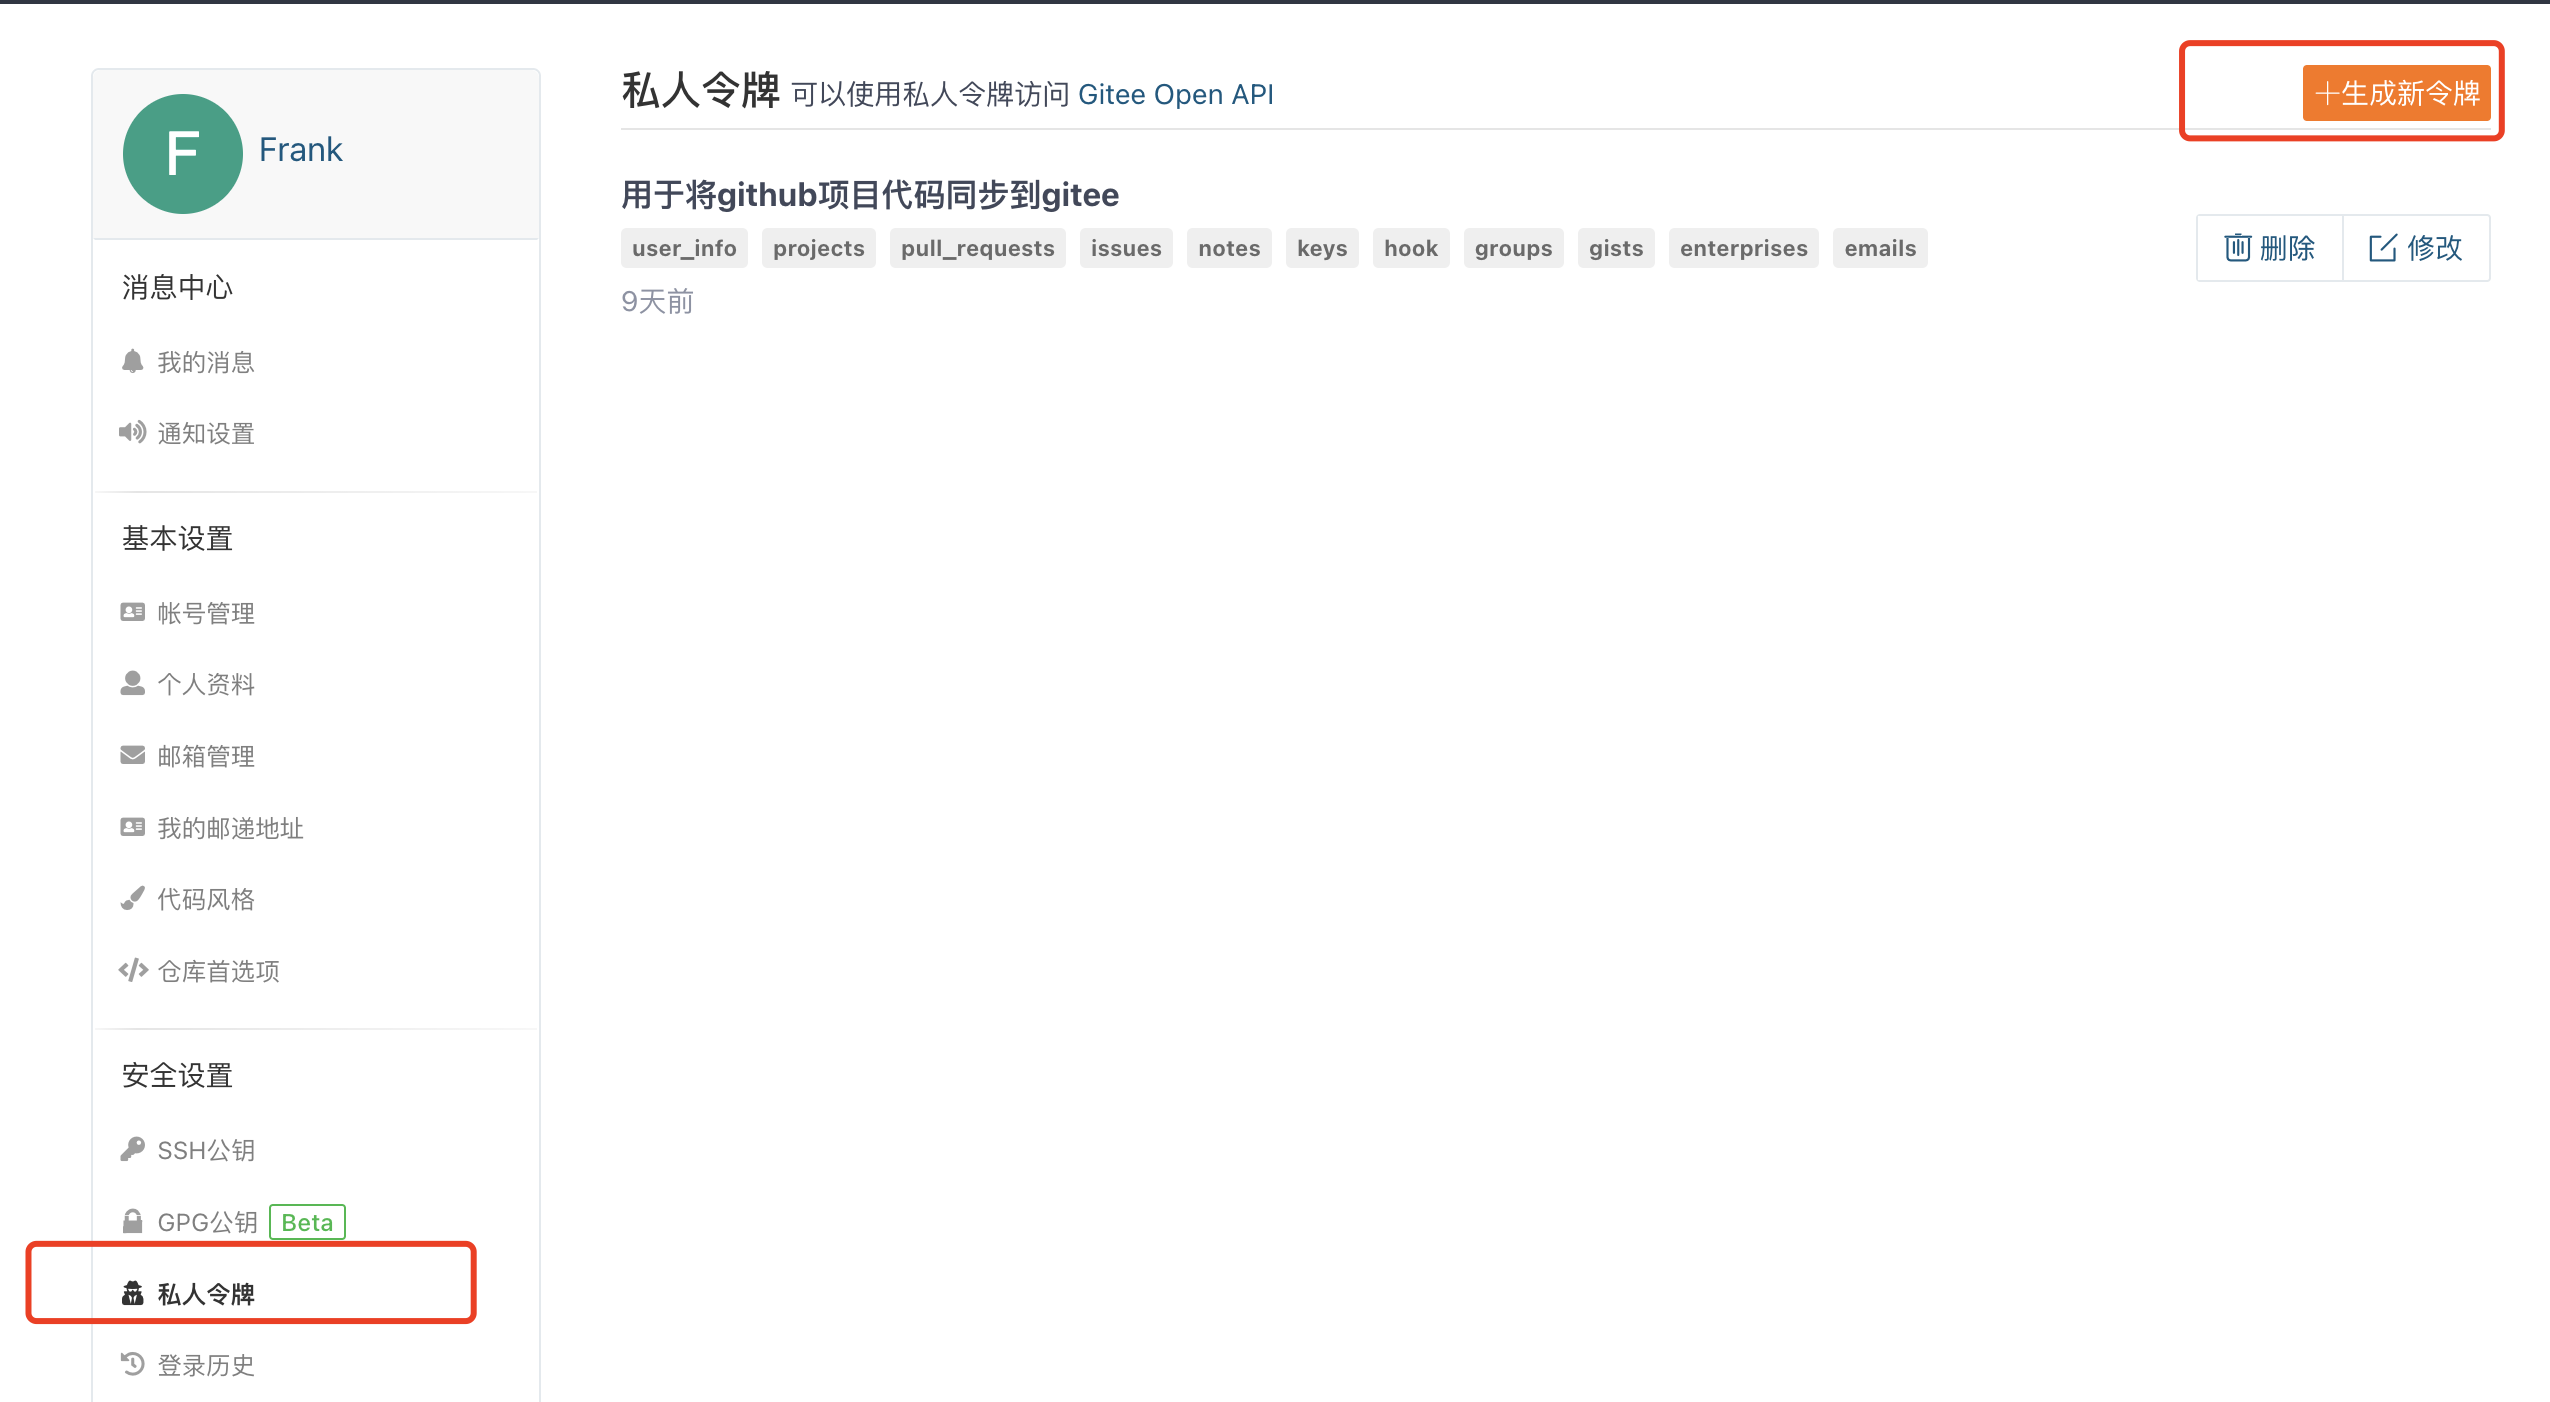 F Frank
消息中心
我的消息
通知设置
基本设置
帐号管理
个人资料
邮箱管理
我的邮递地址
代码风格
仓库首选项
安全设置
SSH公钥
GPG公钥 Beta
私人令牌
登录历史
私人令牌 可以使用私人令牌访问 Gitee Open API
+生成新令牌
用于将github项目代码同步到gitee
user_info projects pull_requests issues notes keys hook groups gists enterprises emails
9天前
删除 修改